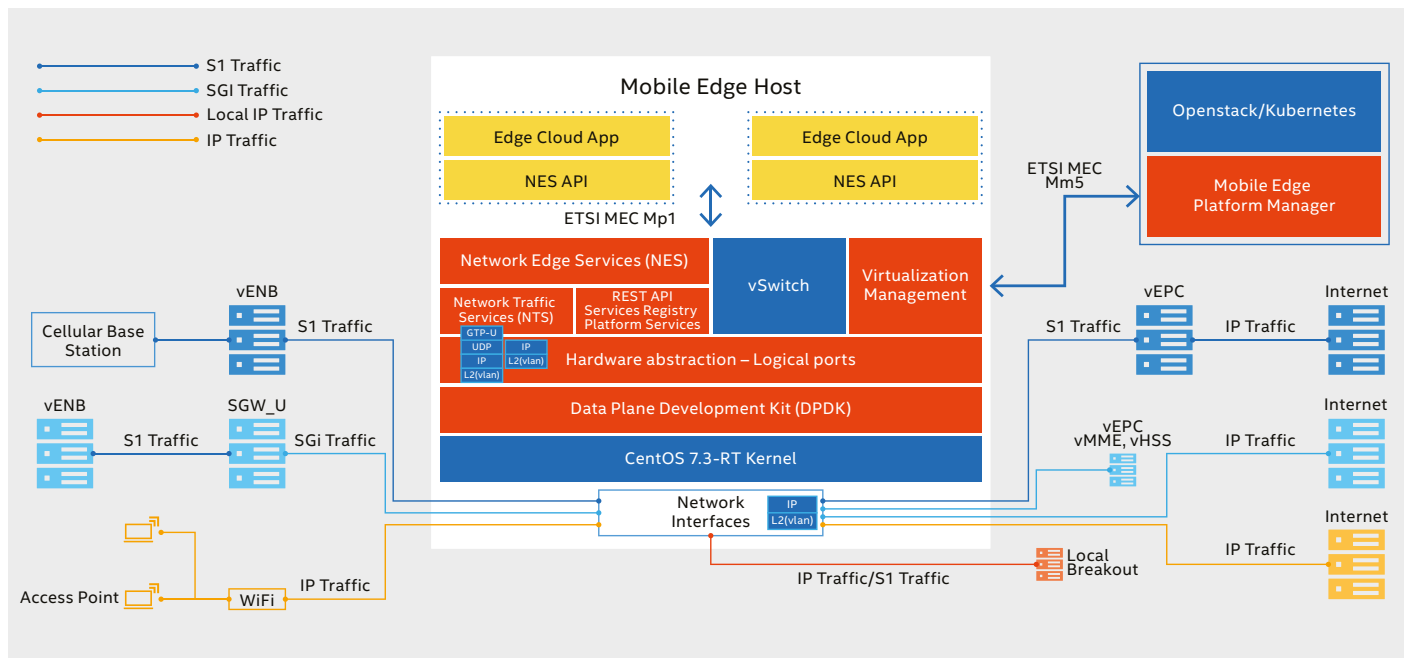 S1 Traffic
SGI Traffic
Local IP Traffic
IP Traffic
Mobile Edge Host
Edge Cloud App
NES API
Edge Cloud App
NES API
ETSI MEC Mp1
Network Edge Services (NES)
Network Traffic
Services (NTS)
REST API
Services Registry
Platform Services
vSwitch
Virtualization
Management
GTP-U
UDP
IP
L2(vlan)
IP
L2(vlan)
Hardware abstraction – Logical ports
Data Plane Development Kit (DPDK)
CentOS 7.3-RT Kernel
Network
Interfaces
IP
L2(vlan)
Openstack/Kubernetes
Mobile Edge
Platform Manager
ETSI MEC
Mm5
Cellular Base
Station
vENB
S1 Traffic
vENB
S1 Traffic
SGW_U
SGi Traffic
Access Point
WiFi
IP Traffic
S1 Traffic
vEPC
IP Traffic
Internet
vEPC
vMME, vHSS
IP Traffic
Internet
IP Traffic
Internet
IP Traffic/S1 Traffic
Local
Breakout